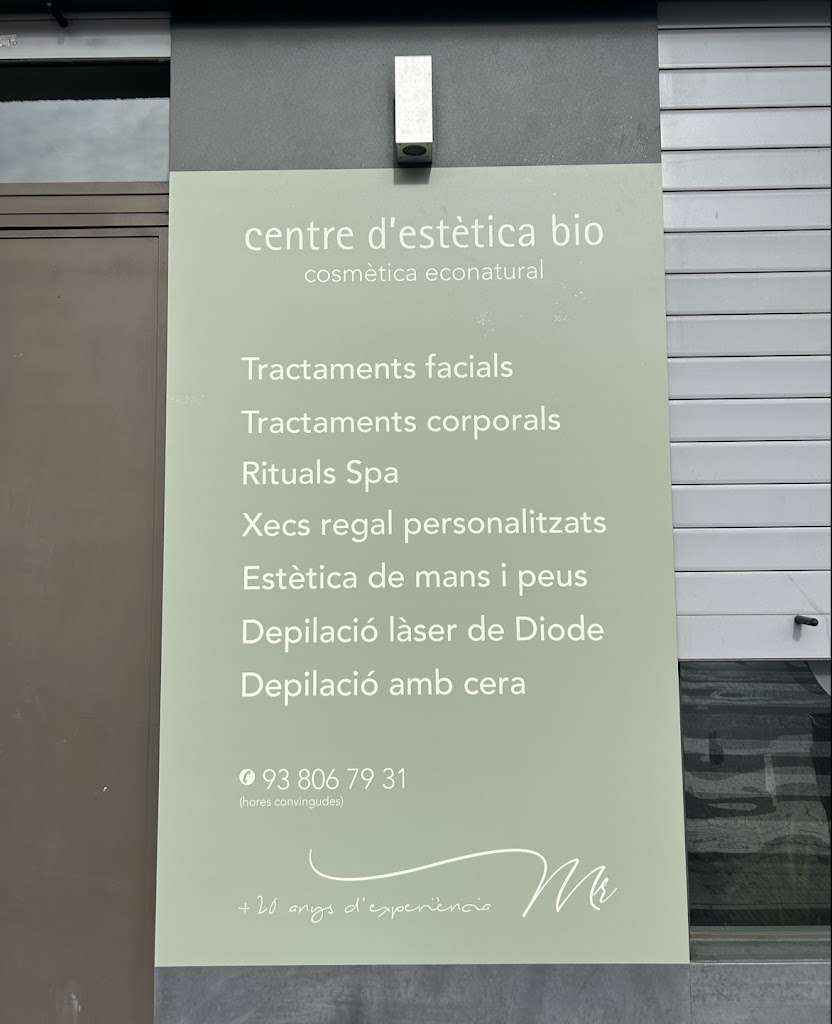 centre d'estètica bio
cosmètica econatural
Tractaments facials
Tractaments corporals
Rituals Spa
Xecs regal personalitzats
Estètica de mans i peus
Depilació làser de Diode
Depilació amb cera
93 806 79 31
(hores convingudes)
+ 20 anys d'experiència